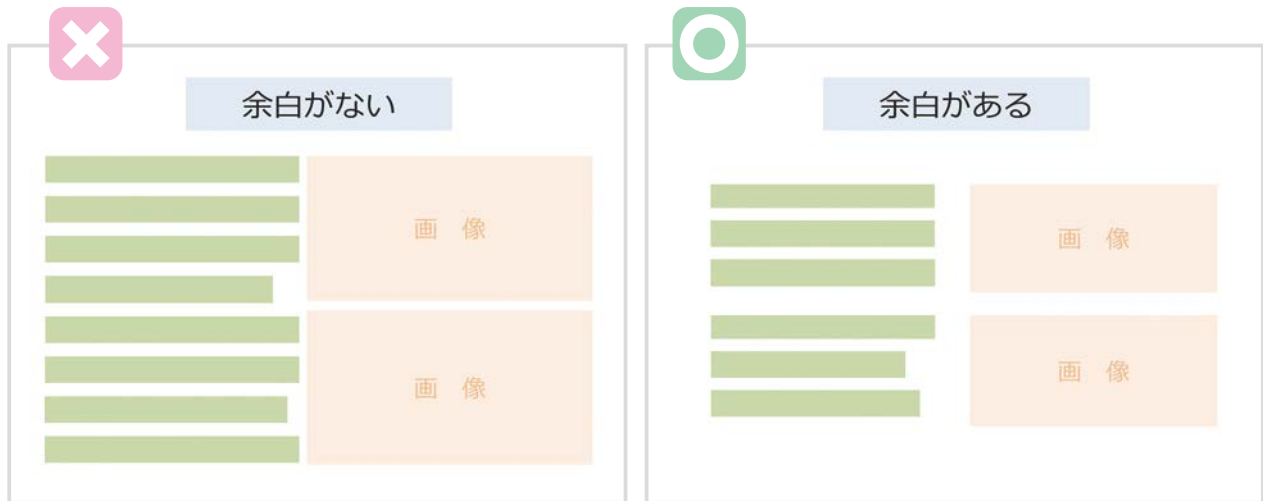 余白がない
画 像
画 像
余白がある
画 像
画 像